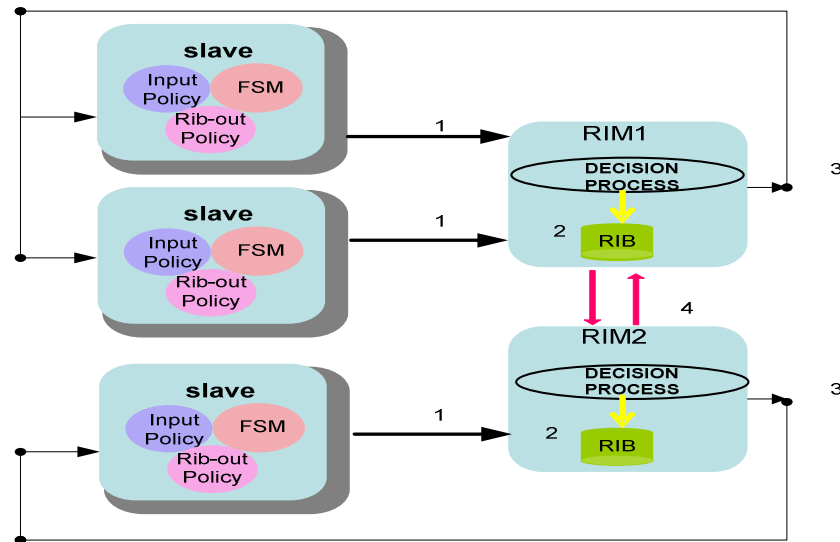 slave
Input
Policy
FSM
Rib-out
Policy
1
RIM1
DECISION
PROCESS
3
2
RIB
slave
Input
Policy
FSM
Rib-out
Policy
1
4
RIM2
DECISION
PROCESS
3
2
RIB
slave
Input
Policy
FSM
Rib-out
Policy
1